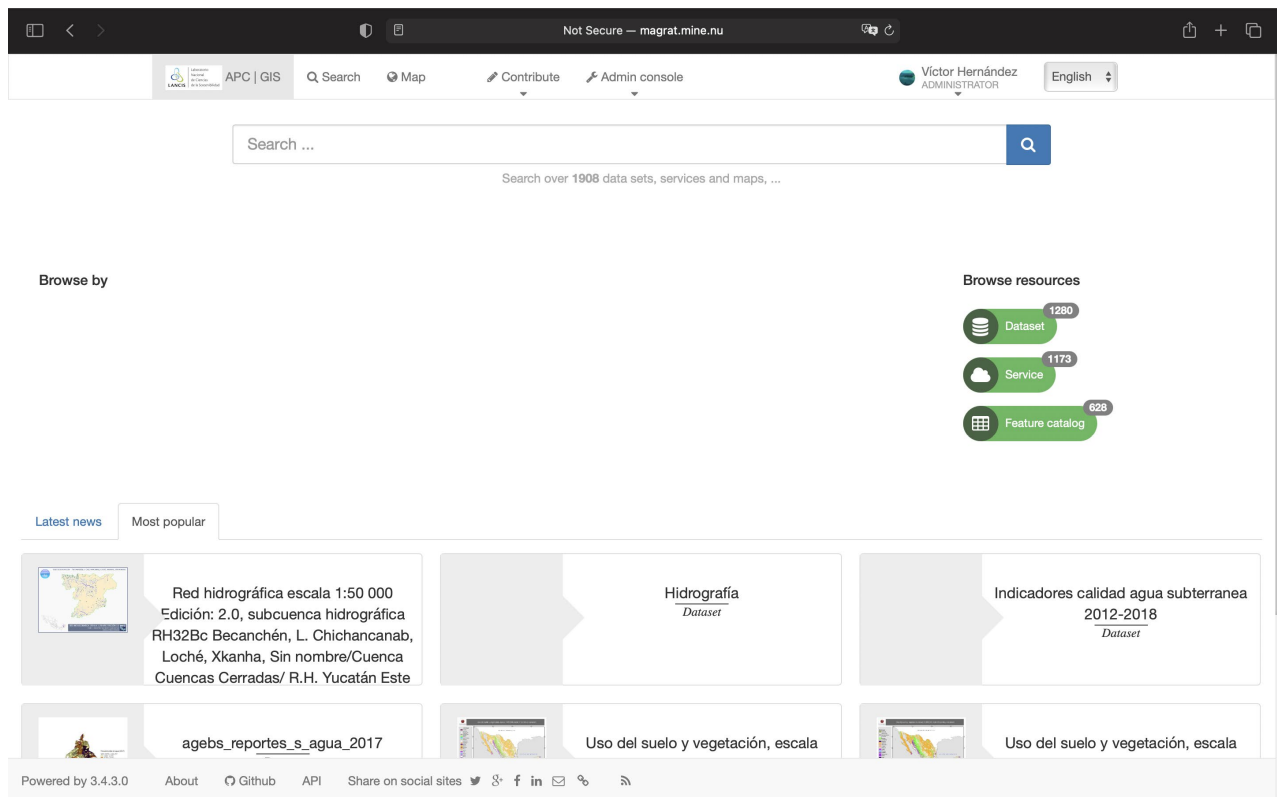 Not Secure — magrat.mine.nu
LANCIS
APC | GIS
Search
Map
Contribute
Admin console
Víctor Hernández
ADMINISTRATOR
English
Search ...
Search over 1908 data sets, services and maps, ...
Browse by
Browse resources
1280
Dataset
1173
Service
628
Feature catalog
Latest news
Most popular
Red hidrográfica escala 1:50 000
Edición: 2.0, subcuenca hidrográfica
RH32Bc Becanchén, L. Chichancanab,
Loché, Xkanha, Sin nombre/Cuenca
Cuencas Cerradas/ R.H. Yucatán Este
Hidrografía
Dataset
Indicadores calidad agua subterranea
2012-2018
Dataset
agebs_reportes_s_agua_2017
Uso del suelo y vegetación, escala
Uso del suelo y vegetación, escala
Powered by 3.4.3.0
About
Github
API
Share on social sites